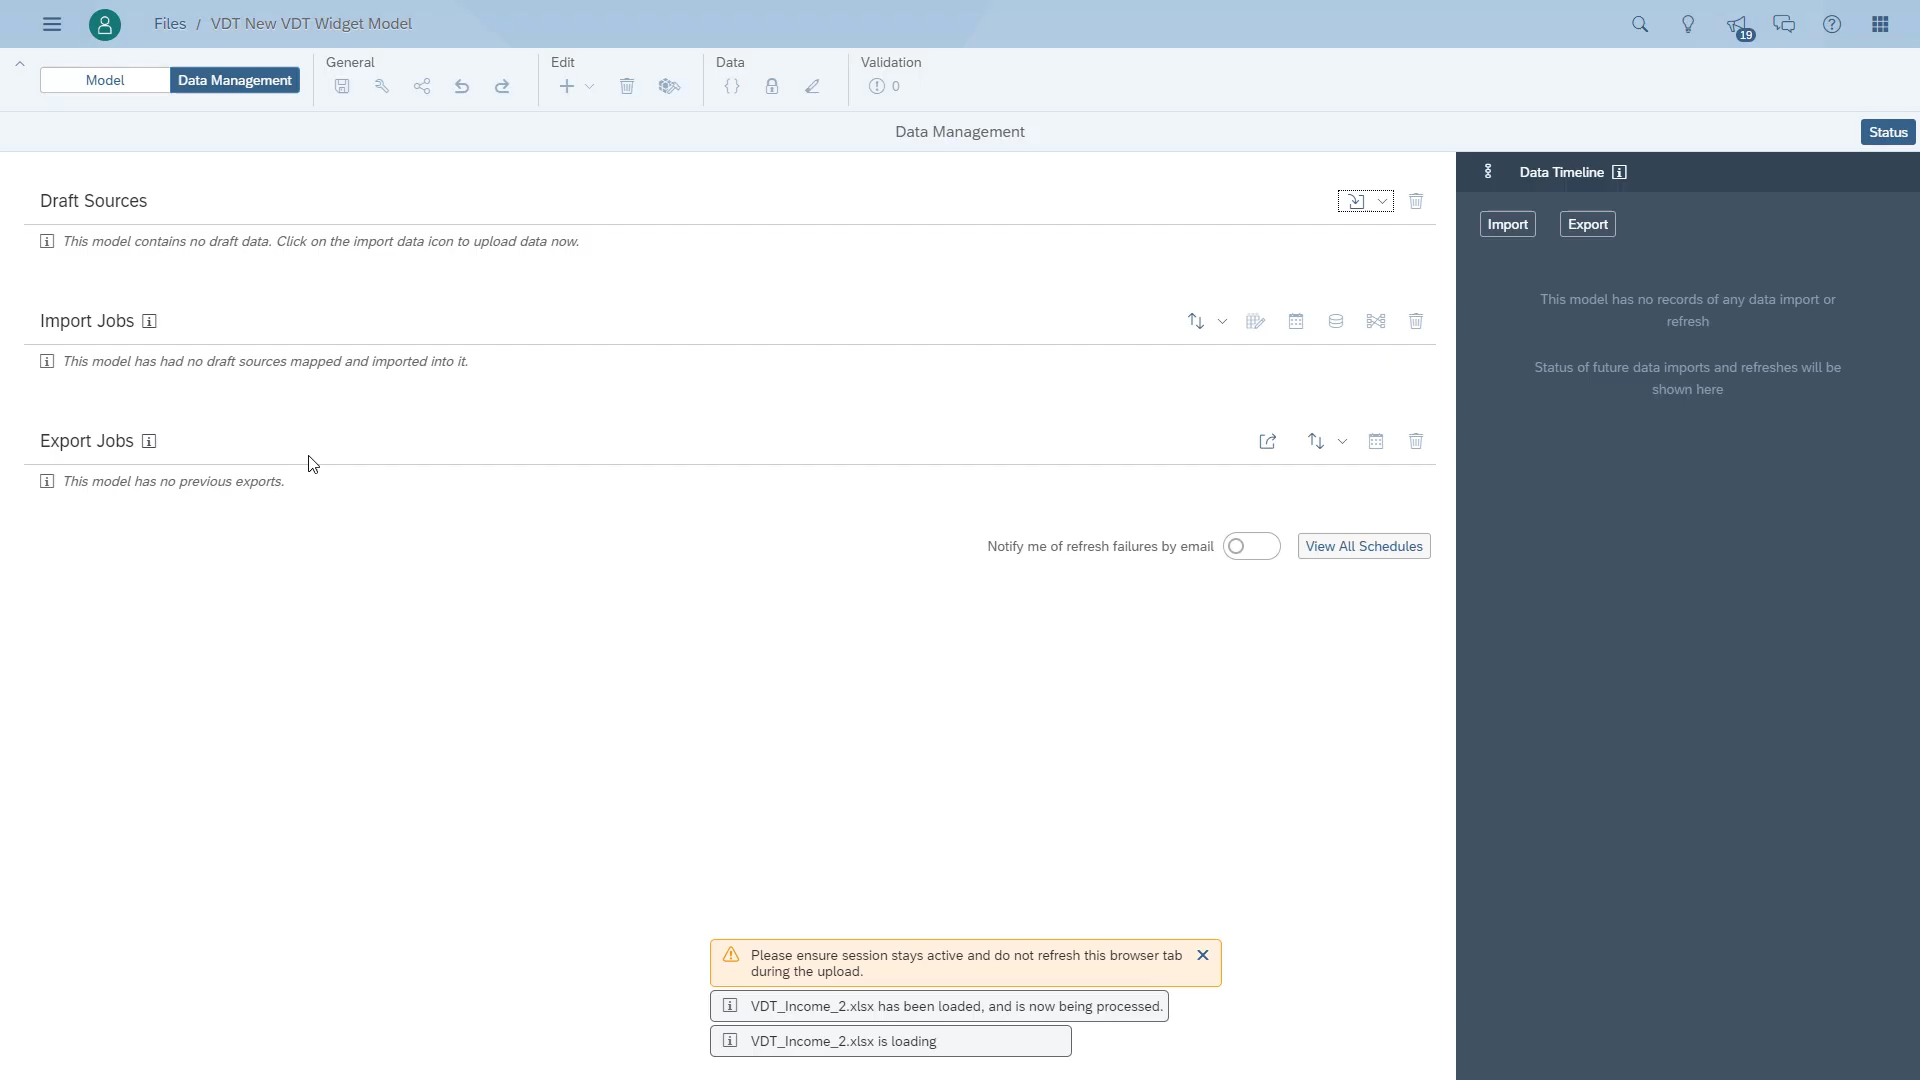 Files / VDT New VDT Widget Model
19
Model
Data Management
General
Edit
Data
Validation
0
Data Management
Status
Draft Sources
This model contains no draft data. Click on the import data icon to upload data now.
Import Jobs
This model has had no draft sources mapped and imported into it.
Export Jobs
This model has no previous exports.
Notify me of refresh failures by email
View All Schedules
Data Timeline
Import
Export
This model has no records of any data import or
refresh
Status of future data imports and refreshes will be
shown here
Please ensure session stays active and do not refresh this browser tab
during the upload.
VDT_Income_2.xlsx has been loaded, and is now being processed.
VDT_Income_2.xlsx is loading